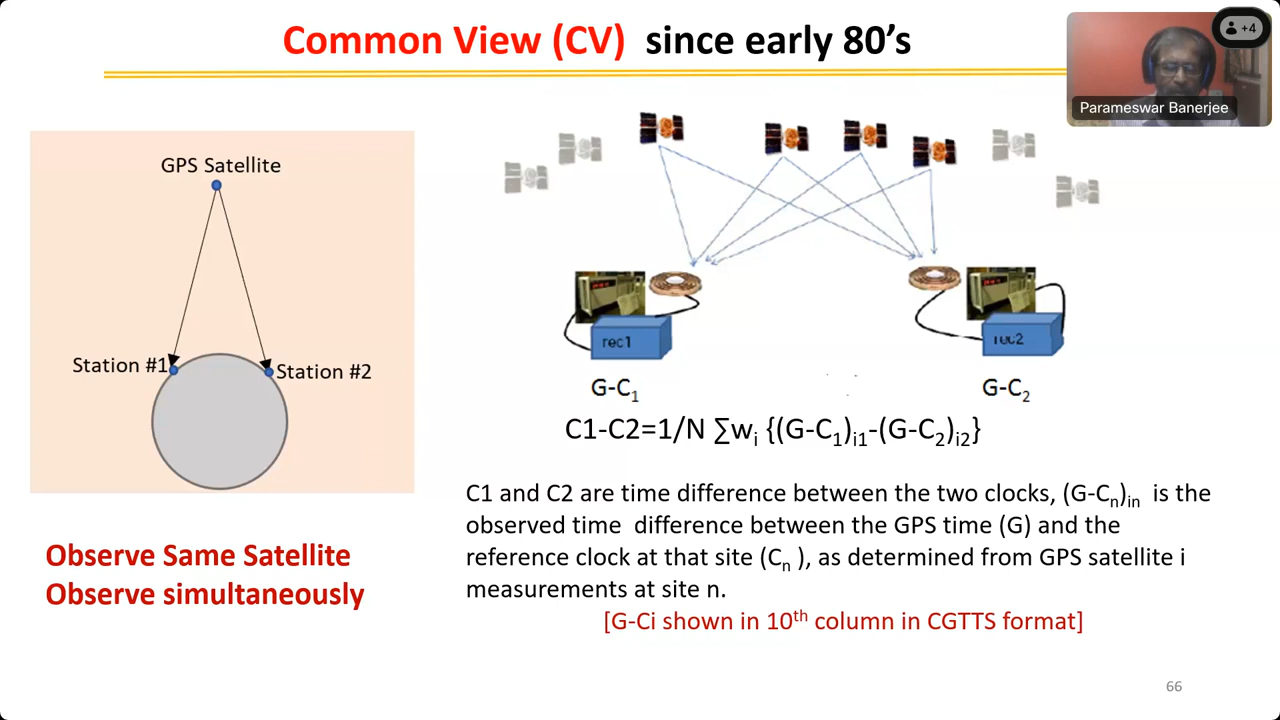 Common View (CV) since early 80’s
+4
Parameswar Banerjee
GPS Satellite
Station #1
Station #2
Observe Same Satellite
Observe simultaneously
rec1
rec2
G-C1
G-C2
C1-C2=1/N ∑wi {(G-C1)i1-(G-C2)i2}
C1 and C2 are time difference between the two clocks, (G-Cn)in is the
observed time difference between the GPS time (G) and the
reference clock at that site (Cn ), as determined from GPS satellite i
measurements at site n.
[G-Ci shown in 10th column in CGTTS format]
66